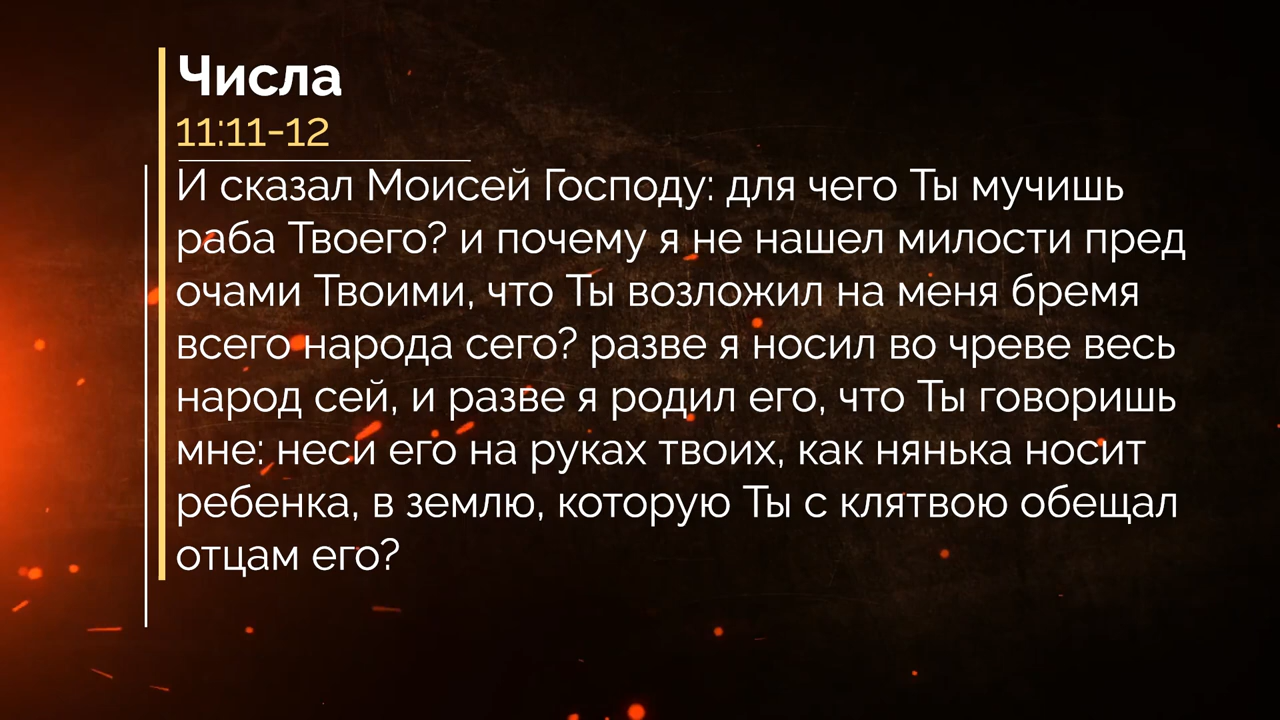 Числа
11:11-12
И сказал Моисей Господу: для чего Ты мучишь
раба Твоего? и почему я не нашел милости пред
очами Твоими, что Ты возложил на меня бремя
всего народа сего? разве я носил во чреве весь
народ сей, и разве я родил его, что Ты говоришь
мне: неси его на руках твоих, как нянька носит
ребенка, в землю, которую Ты с клятвою обещал
отцам его?